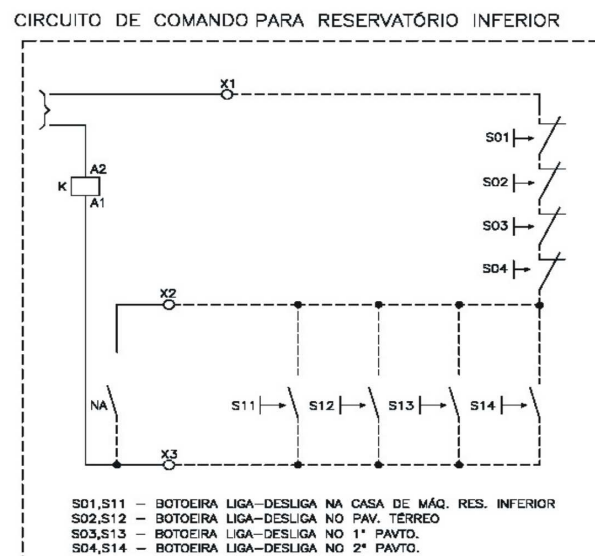 CIRCUITO DE COMANDO PARA RESERVATÓRIO INFERIOR
X1
S01
A2
K
S02
A1
S03
S04
X2
NA
S11
S12
S13
S14
X3
S01,S11 – BOTOEIRA LIGA–DESLIGA NA CASA DE MÁQ. RES. INFERIOR
S02,S12 – BOTOEIRA LIGA–DESLIGA NO PAV. TÉRREO
S03,S13 – BOTOEIRA LIGA–DESLIGA NO 1° PAVTO.
S04,S14 – BOTOEIRA LIGA–DESLIGA NO 2° PAVTO.